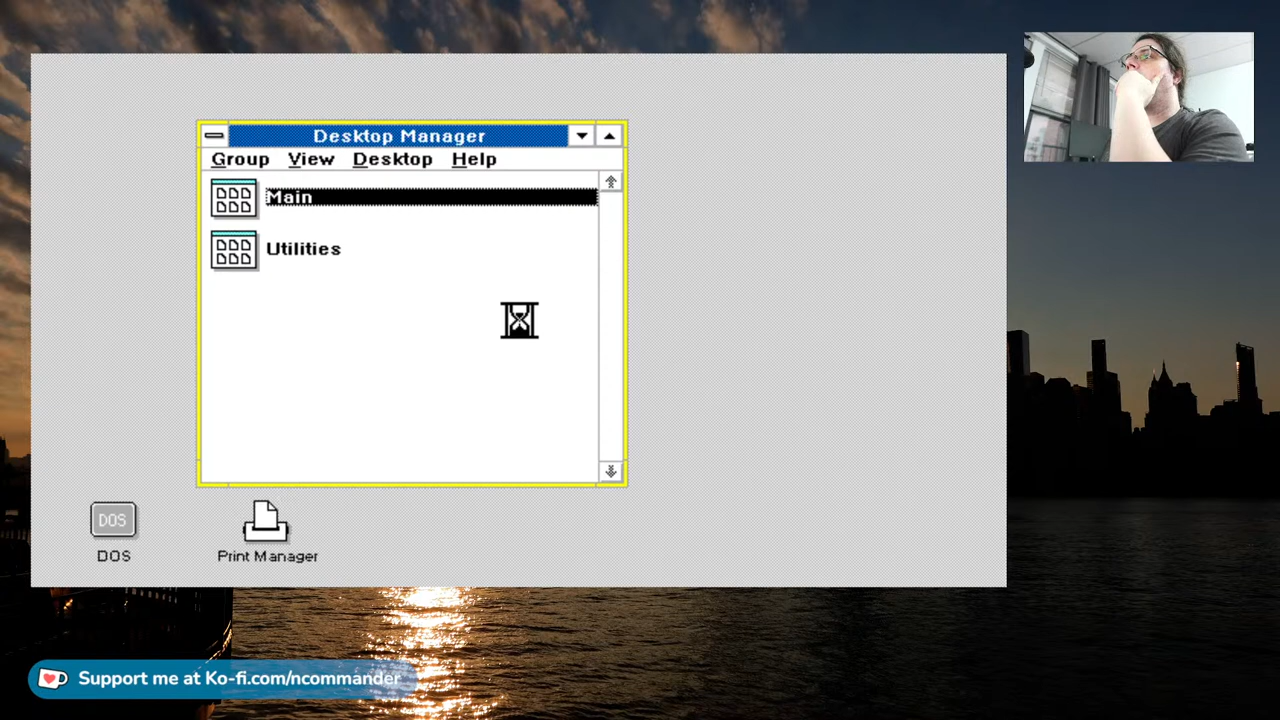 Desktop Manager
Group View Desktop Help
Main
Utilities
DOS
DOS
Print Manager
Support me at Ko-fi.com/ncommander